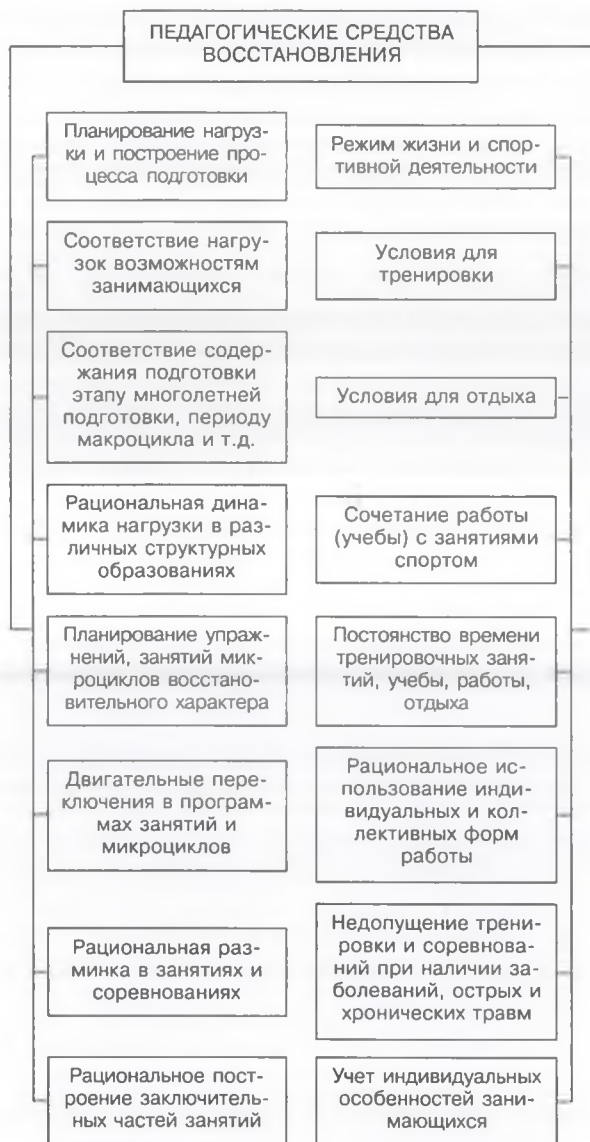 ПЕДАГОГИЧЕСКИЕ СРЕДСТВА
ВОССТАНОВЛЕНИЯ
Планирование нагруз-
ки и построение про-
цесса подготовки
Соответствие нагру-
зок возможностям
занимающихся
Соответствие содер-
жания подготовки
этапу многолетней
подготовки, периоду
макроцикла и т.д.
Рациональная дина-
мика нагрузки в раз-
личных структурных
образованиях
Планирование упраж-
нений, занятий мик-
роциклов восстано-
вительного характера
Двигательные пере-
ключения в програм-
мах занятий и
микроциклов
Рациональная раз-
минка в занятиях и
соревнованиях
Рациональное пост-
роение заключитель-
ных частей занятий
Режим жизни и спор-
тивной деятельности
Условия для
тренировки
Условия для отдыха
Сочетание работы
(учебы) с занятиями
спортом
Постоянство времени
тренировочных заня-
тий, учебы, работы,
отдыха
Рациональное ис-
пользование инди-
видуальных и кол-
лективных форм
работы
Недопущение трени-
ровки и соревнова-
ний при наличии за-
болеваний, острых и
хронических травм
Учет индивидуальных
особенностей зани-
мающихся